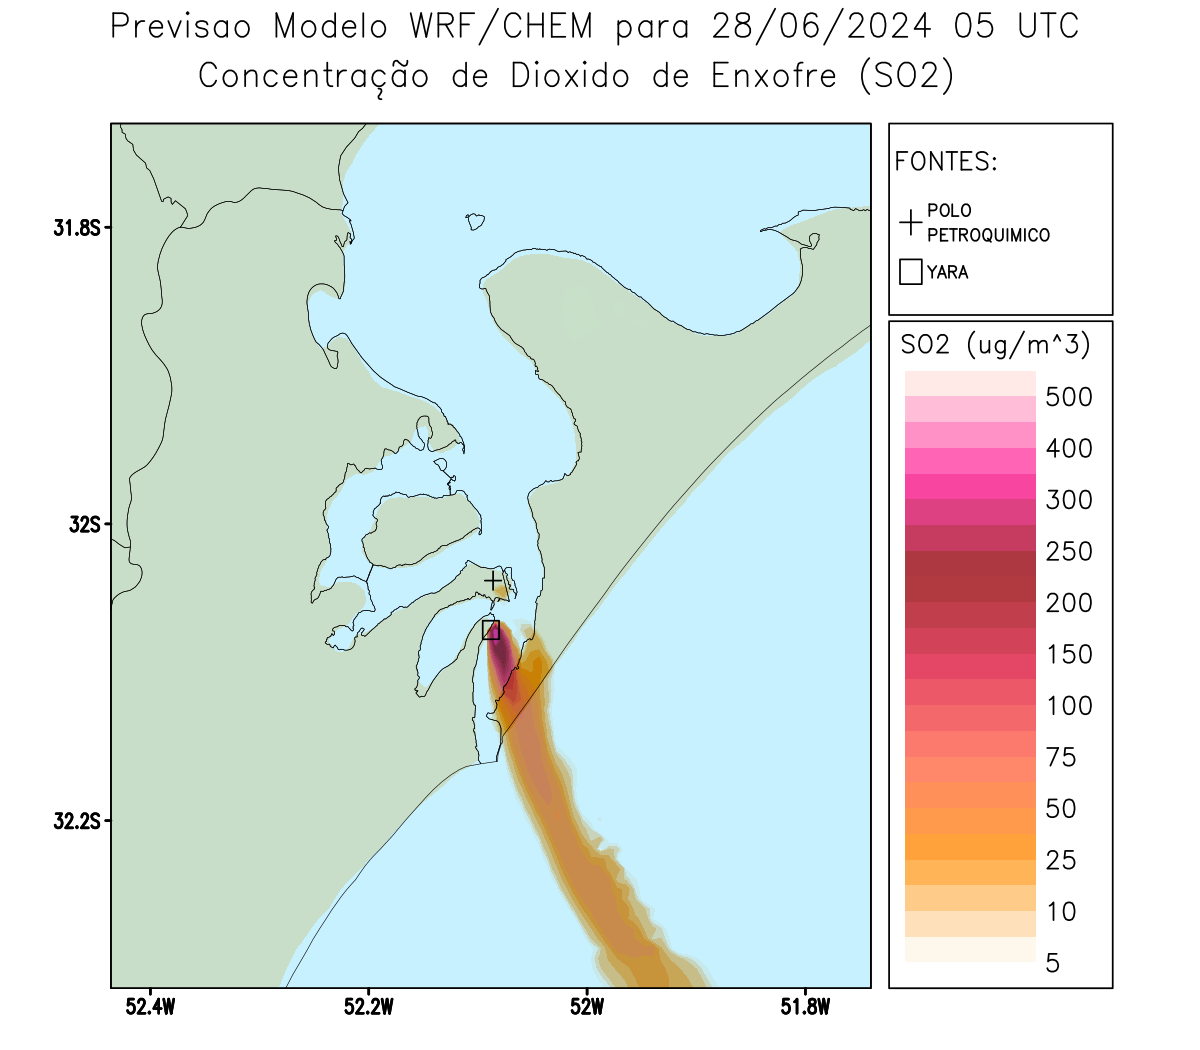 Previsao Modelo WRF/CHEM para 28/06/2024 05 UTC
Concentração de Dioxido de Enxofre (SO2)
FONTES:
POLO
PETROQUIMICO
YARA
SO2 (ug/m^3)
500
400
300
250
200
150
100
75
50
25
10
5
31.8S
32S
32.2S
52.4W
52.2W
52W
51.8W